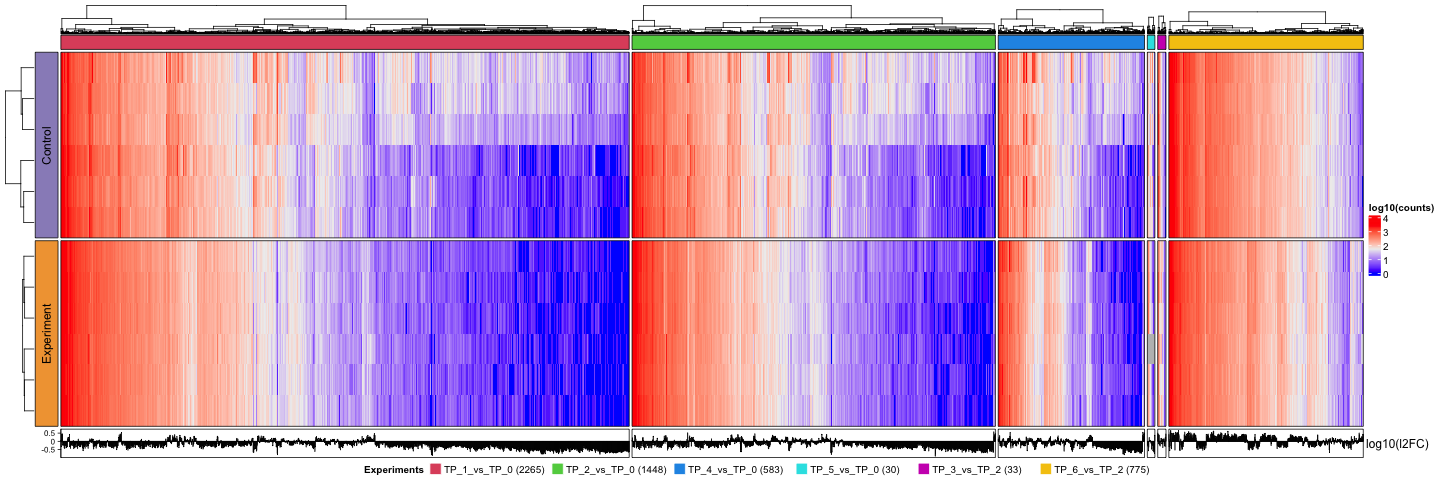 Control
Experiment
log10(counts)
4
3
2
1
0
0.5
0
-0.5
log10(l2FC)
Experiments TP_1_vs_TP_0 (2265) TP_2_vs_TP_0 (1448) TP_4_vs_TP_0 (583) TP_5_vs_TP_0 (30) TP_3_vs_TP_2 (33) TP_6_vs_TP_2 (775)